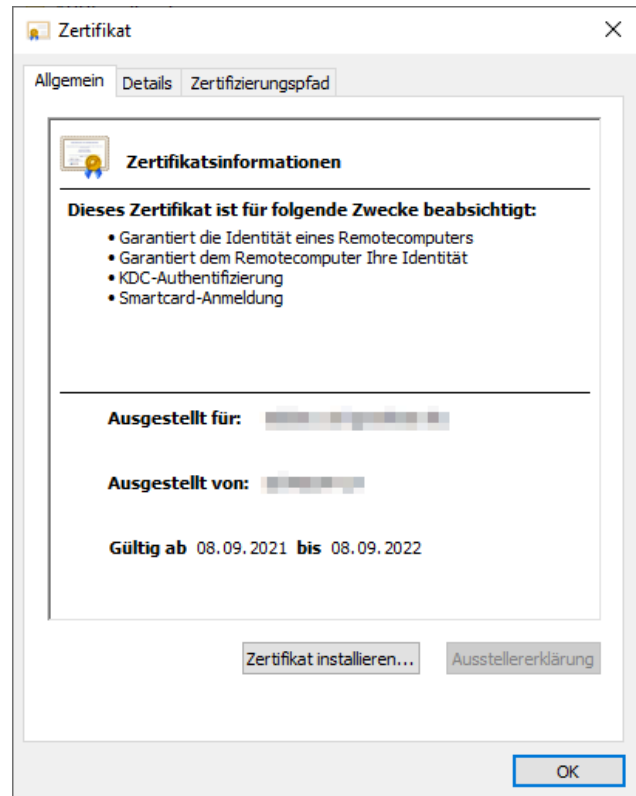 Zertifikat
Allgemein Details Zertifizierungspfad
Zertifikatsinformationen
Dieses Zertifikat ist für folgende Zwecke beabsichtigt:
• Garantiert die Identität eines Remotecomputers
• Garantiert dem Remotecomputer Ihre Identität
• KDC-Authentifizierung
• Smartcard-Anmeldung
Ausgestellt für:
Ausgestellt von:
Gültig ab 08.09.2021 bis 08.09.2022
Zertifikat installieren... Ausstellererklärung
OK